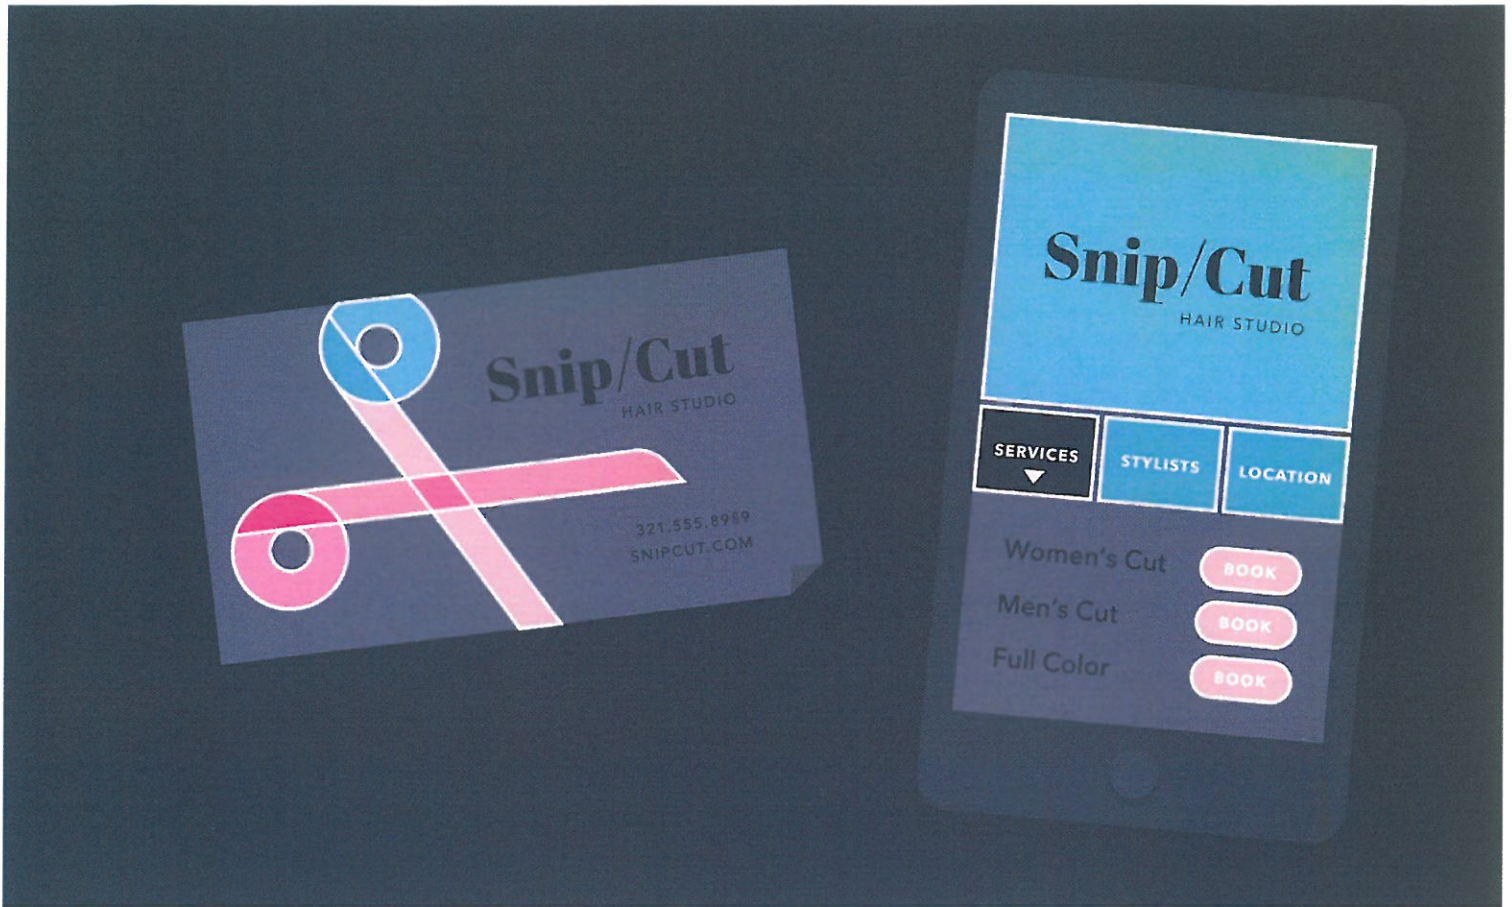 Snip/Cut
HAIR STUDIO
321.555.8989
SNIPCUT.COM
Snip/Cut
HAIR STUDIO
SERVICES
STYLISTS
LOCATION
Women's Cut
BOOK
Men's Cut
BOOK
Full Color
BOOK